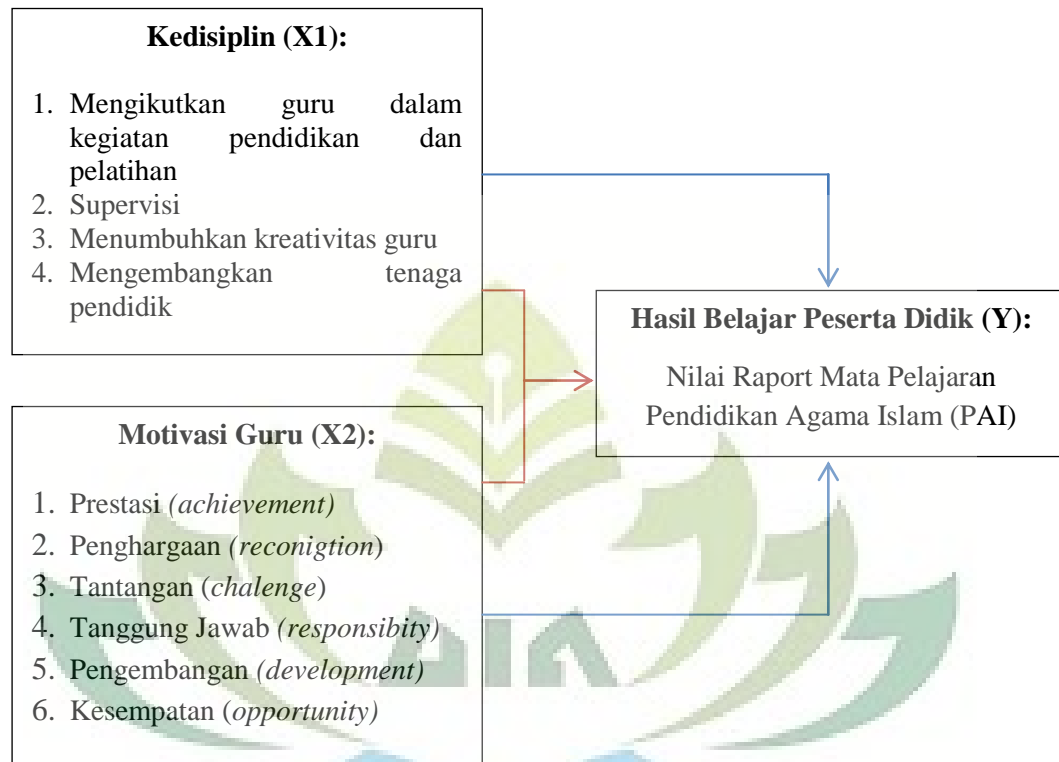 Kedisiplin (X1):
1. Mengikutkan guru dalam
kegiatan pendidikan dan
pelatihan
2. Supervisi
3. Menumbuhkan kreativitas guru
4. Mengembangkan tenaga
pendidik
Hasil Belajar Peserta Didik (Y):
Nilai Raport Mata Pelajaran
Pendidikan Agama Islam (PAI)
Motivasi Guru (X2):
1. Prestasi (achievement)
2. Penghargaan (reconigtion)
3. Tantangan (chalenge)
4. Tanggung Jawab (responsibity)
5. Pengembangan (development)
6. Kesempatan (opportunity)